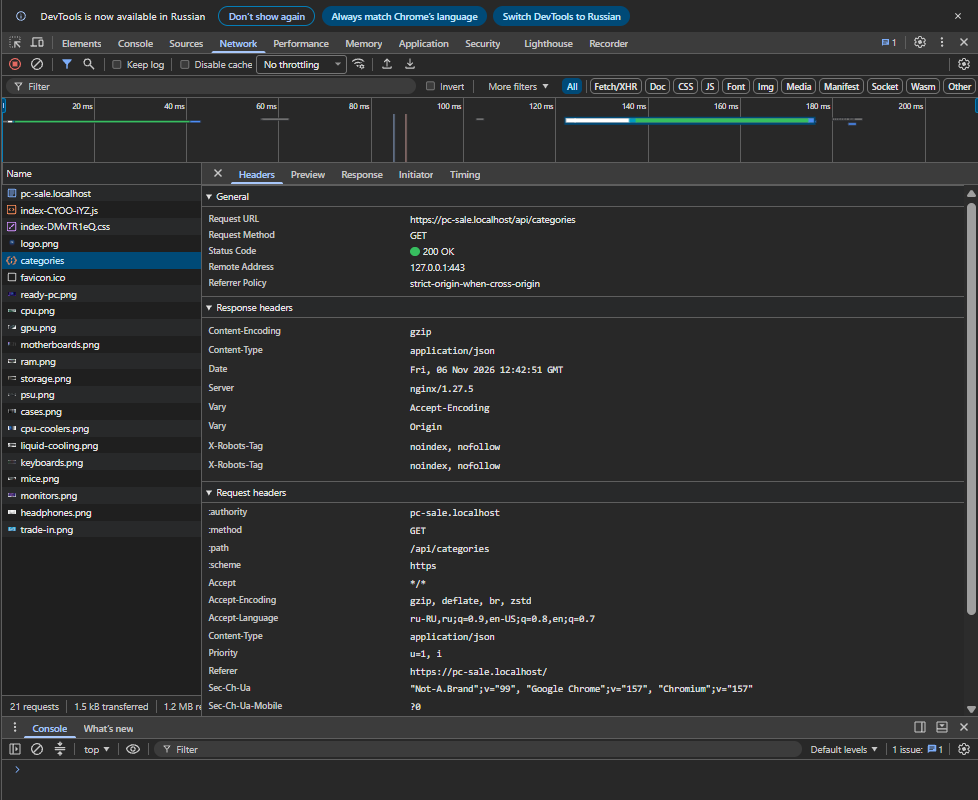 DevTools is now available in Russian Don't show again Always match Chrome's language Switch DevTools to Russian
Elements Console Sources Network Performance Memory Application Security Lighthouse Recorder 1
Keep log Disable cache No throttling
Filter Invert More filters All Fetch/XHR Doc CSS JS Font Img Media Manifest Socket Wasm Other
20 ms 40 ms 60 ms 80 ms 100 ms 120 ms 140 ms 160 ms 180 ms 200 ms
Name
pc-sale.localhost
index-CYOO-iYZ.js
index-DMvTR1eQ.css
logo.png
categories
favicon.ico
ready-pc.png
cpu.png
gpu.png
motherboards.png
ram.png
storage.png
psu.png
cases.png
cpu-coolers.png
liquid-cooling.png
keyboards.png
mice.png
monitors.png
headphones.png
trade-in.png
21 requests 1.5 kB transferred 1.2 MB r
Headers Preview Response Initiator Timing
General
Request URL https://pc-sale.localhost/api/categories
Request Method GET
Status Code 200 OK
Remote Address 127.0.0.1:443
Referrer Policy strict-origin-when-cross-origin
Response headers
Content-Encoding gzip
Content-Type application/json
Date Fri, 06 Nov 2026 12:42:51 GMT
Server nginx/1.27.5
Vary Accept-Encoding
Vary Origin
X-Robots-Tag noindex, nofollow
X-Robots-Tag noindex, nofollow
Request headers
:authority pc-sale.localhost
:method GET
:path /api/categories
:scheme https
Accept */*
Accept-Encoding gzip, deflate, br, zstd
Accept-Language ru-RU,ru;q=0.9,en-US;q=0.8,en;q=0.7
Content-Type application/json
Priority u=1, i
Referer https://pc-sale.localhost/
Sec-Ch-Ua "Not-A.Brand";v="99", "Google Chrome";v="157", "Chromium";v="157"
Sec-Ch-Ua-Mobile ?0
Console What's new
top Filter Default levels 1 issue: 1